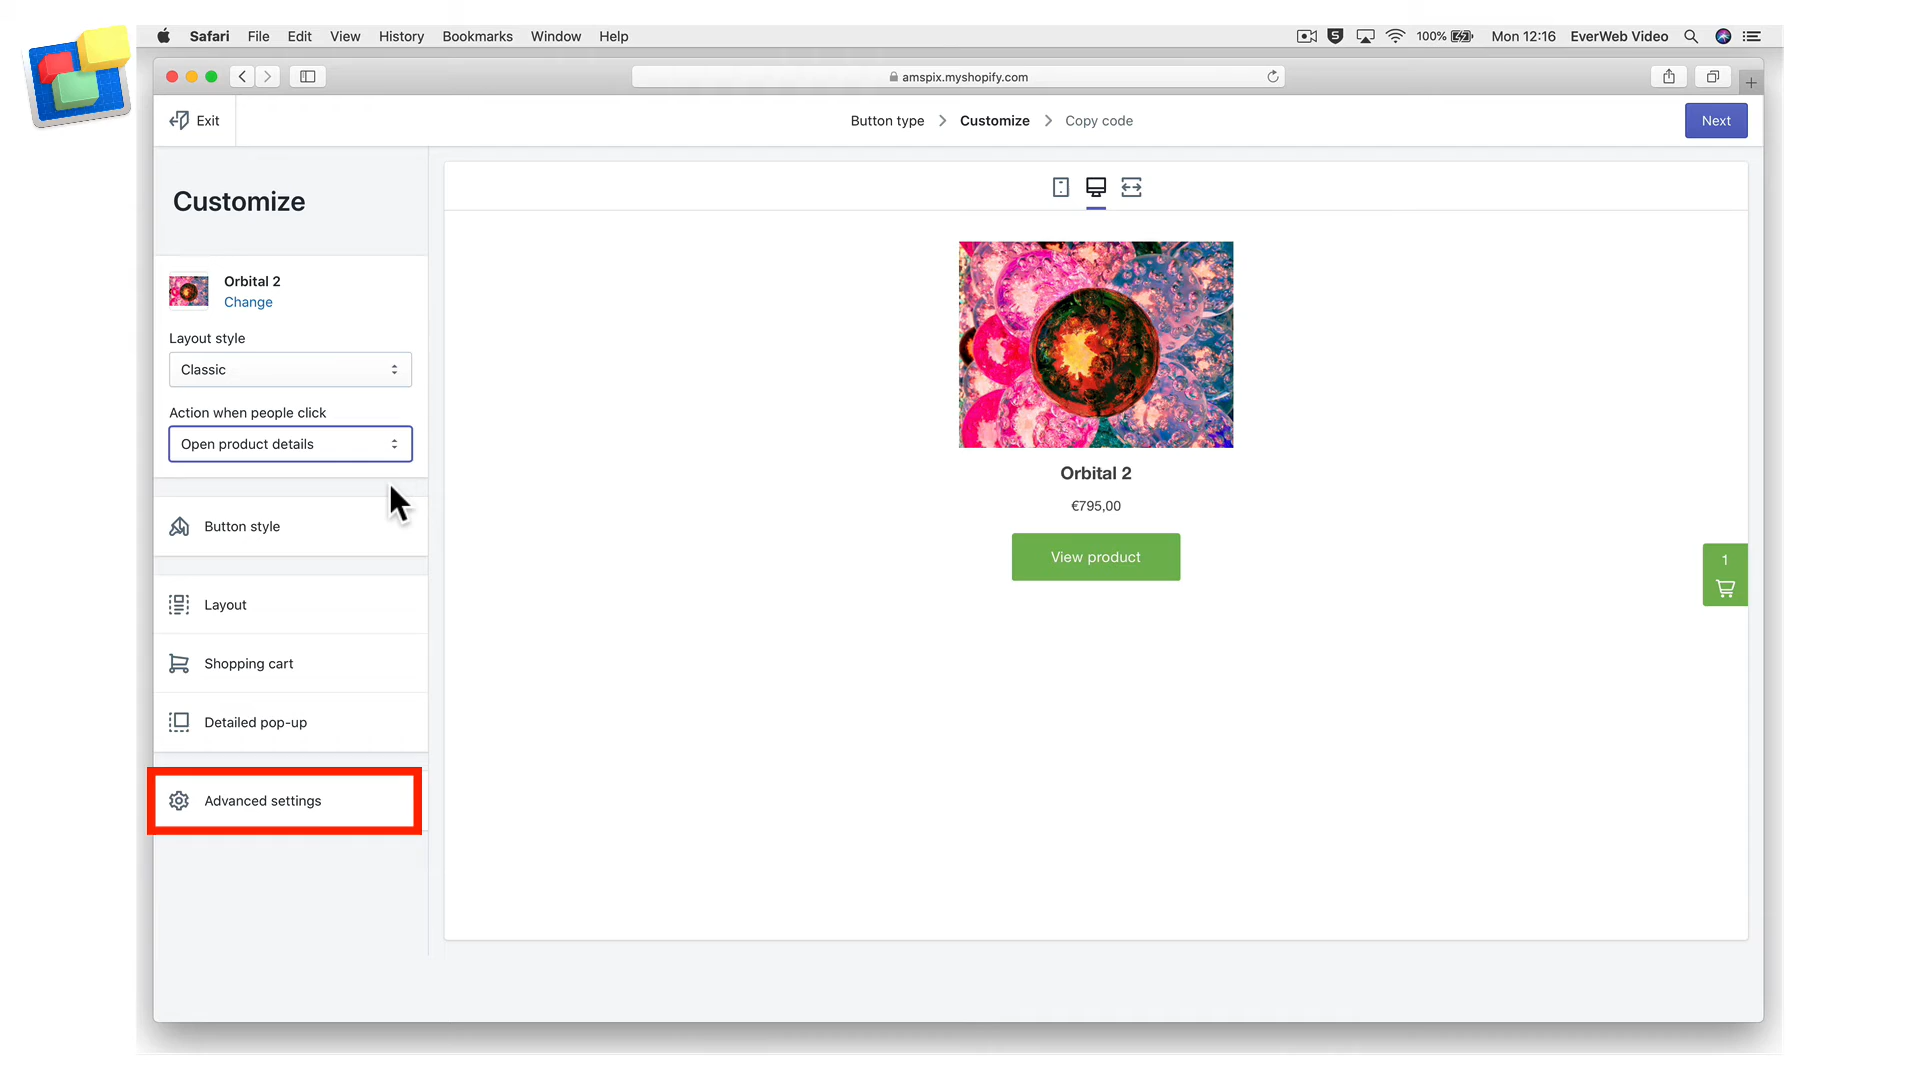 Safari File Edit View History Bookmarks Window Help 100% Mon 12:16 EverWeb Video
amspix.myshopify.com
Exit
Button type Customize Copy code
Next
Customize
Orbital 2
Change
Layout style
Classic
Action when people click
Open product details
Button style
Layout
Shopping cart
Detailed pop-up
Advanced settings
Orbital 2
€795,00
View product
1